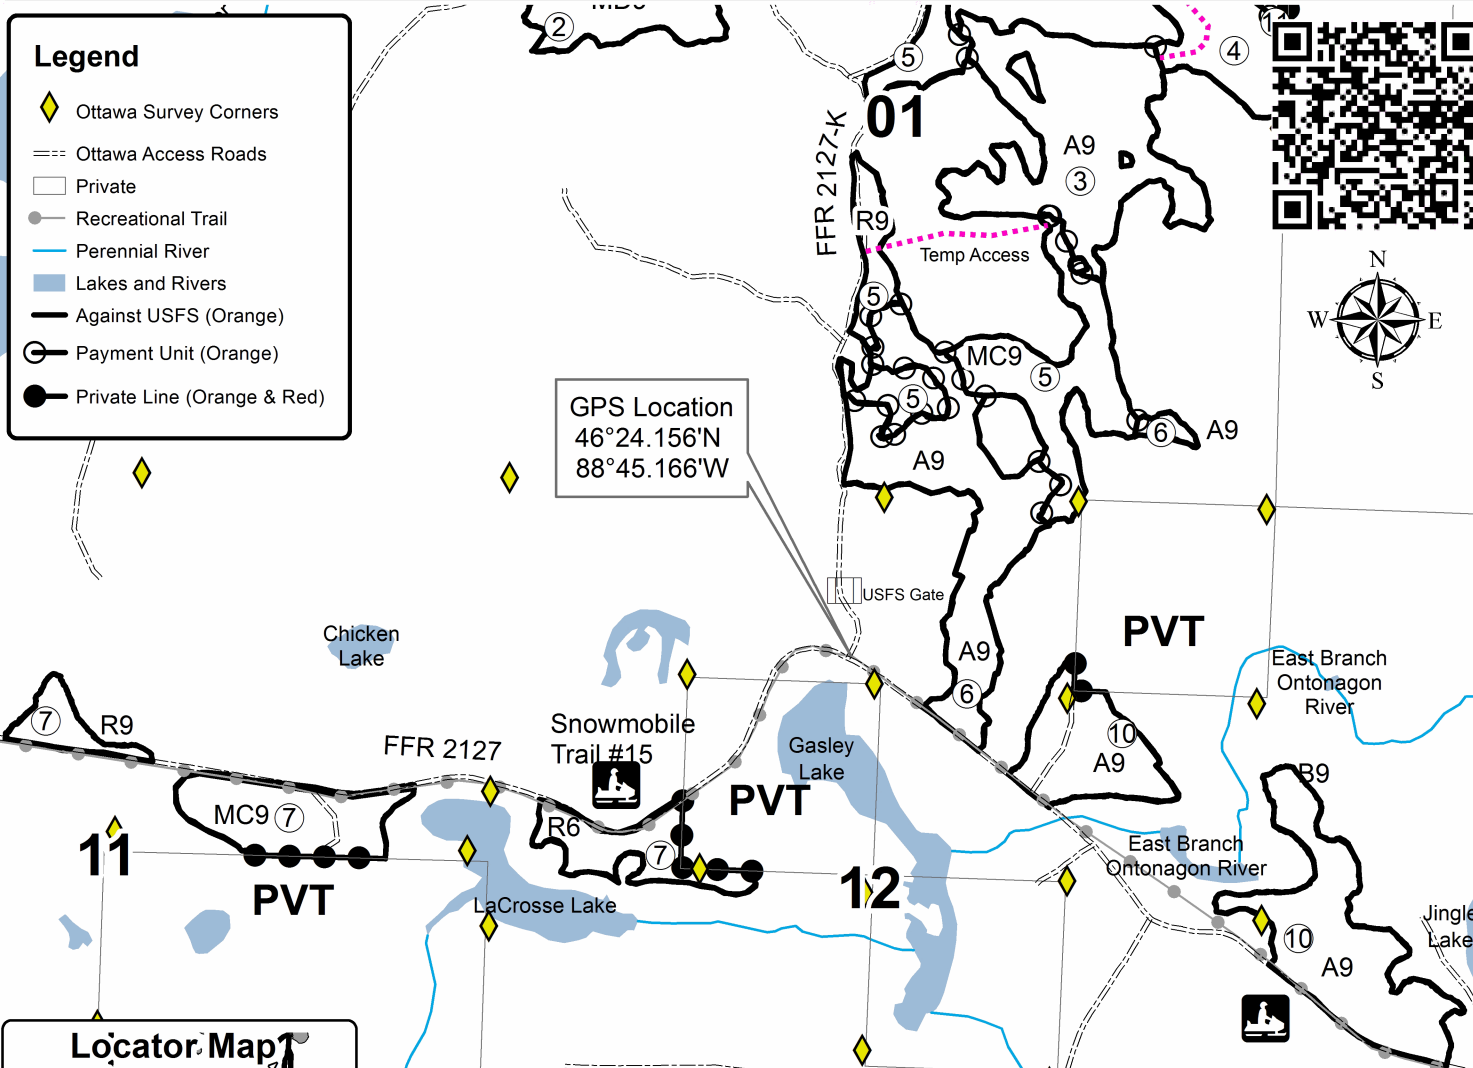 Legend
Ottawa Survey Corners
Ottawa Access Roads
Private
Recreational Trail
Perennial River
Lakes and Rivers
Against USFS (Orange)
Payment Unit (Orange)
Private Line (Orange & Red)
2
5
01
4
FFR 2127-K
A9
3
R9
Temp Access
5
MC9
5
5
6
A9
A9
N
W
E
S
GPS Location
46°24.156'N
88°45.166'W
USFS Gate
Chicken
Lake
A9
6
PVT
East Branch
Ontonagon
River
7
R9
FFR 2127
Snowmobile
Trail #15
Gasley
Lake
10
A9
B9
MC9
7
PVT
R6
7
11
PVT
12
East Branch
Ontonagon River
LaCrosse Lake
10
A9
Jingle
Lake
Locator Map